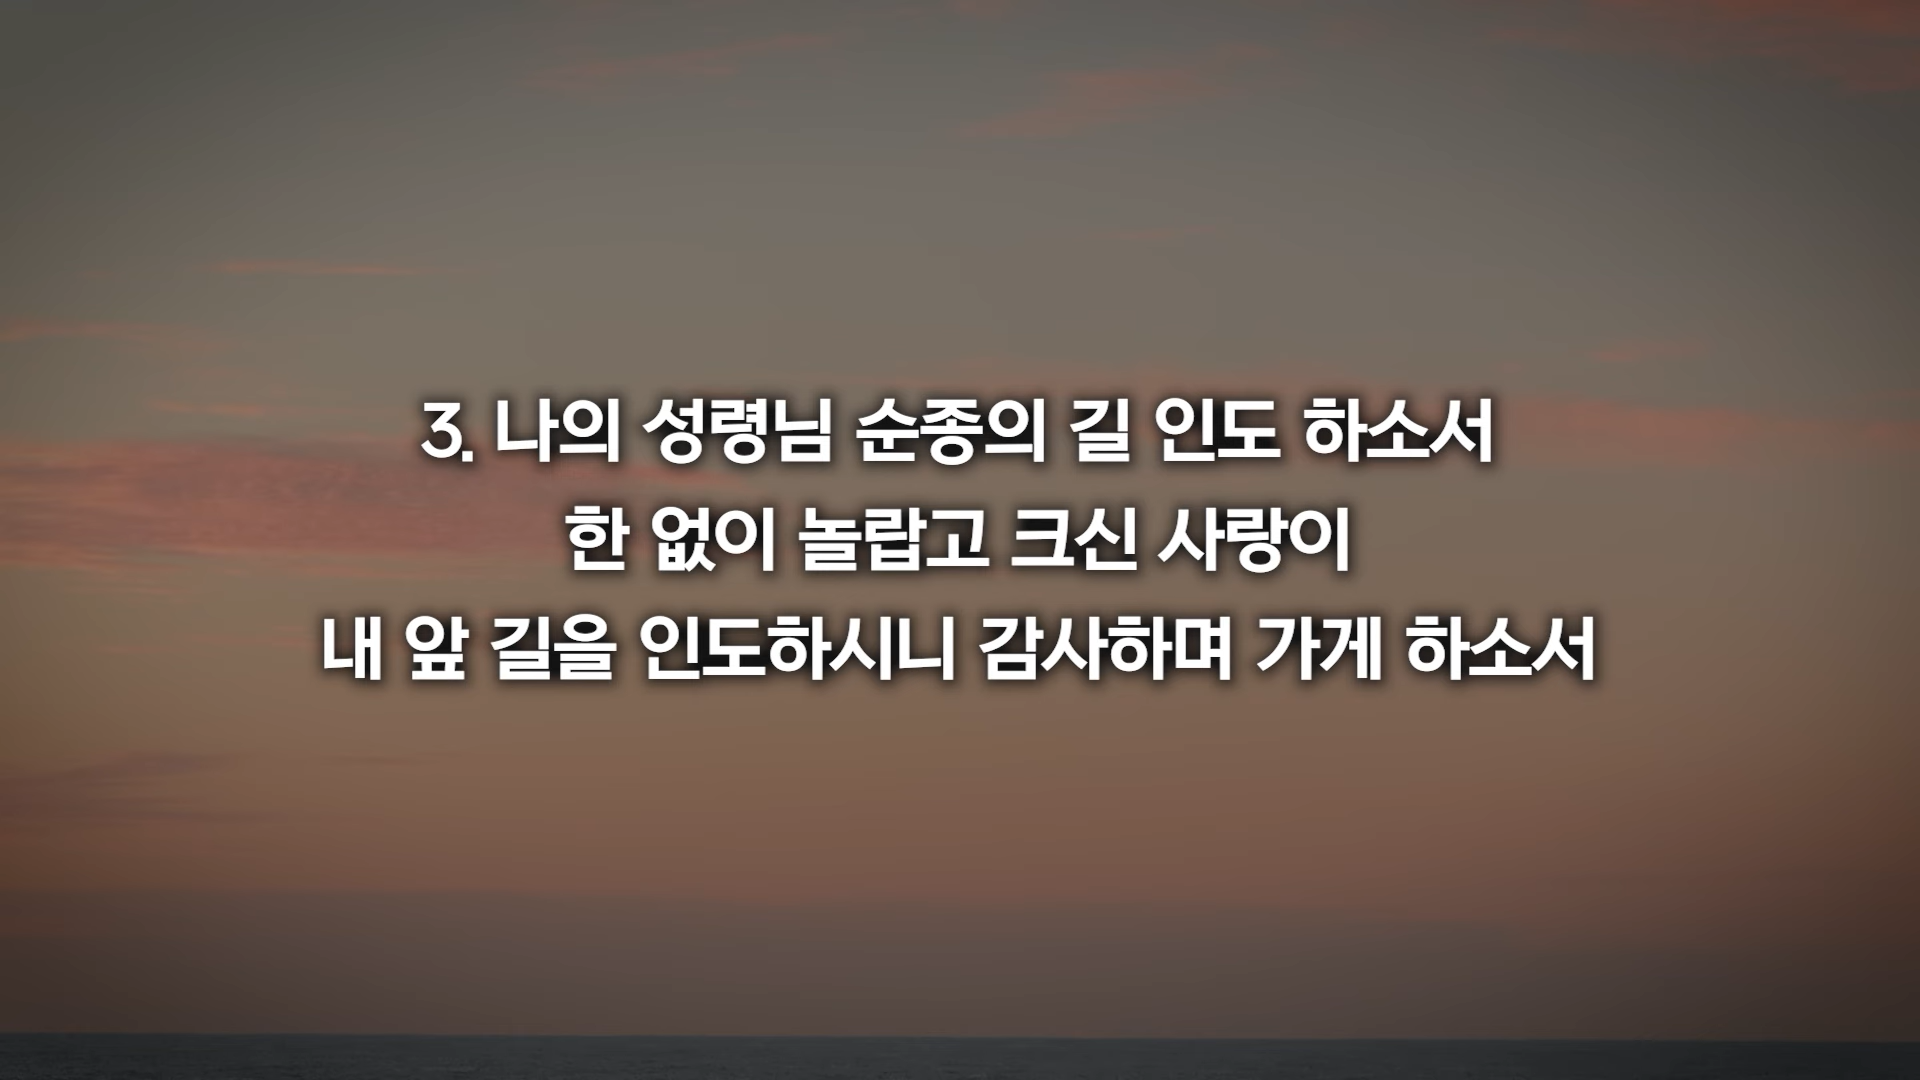 3. 나의 성령님 순종의 길 인도 하소서
한 없이 놀랍고 크신 사랑이
내 앞 길을 인도하시니 감사하며 가게 하소서